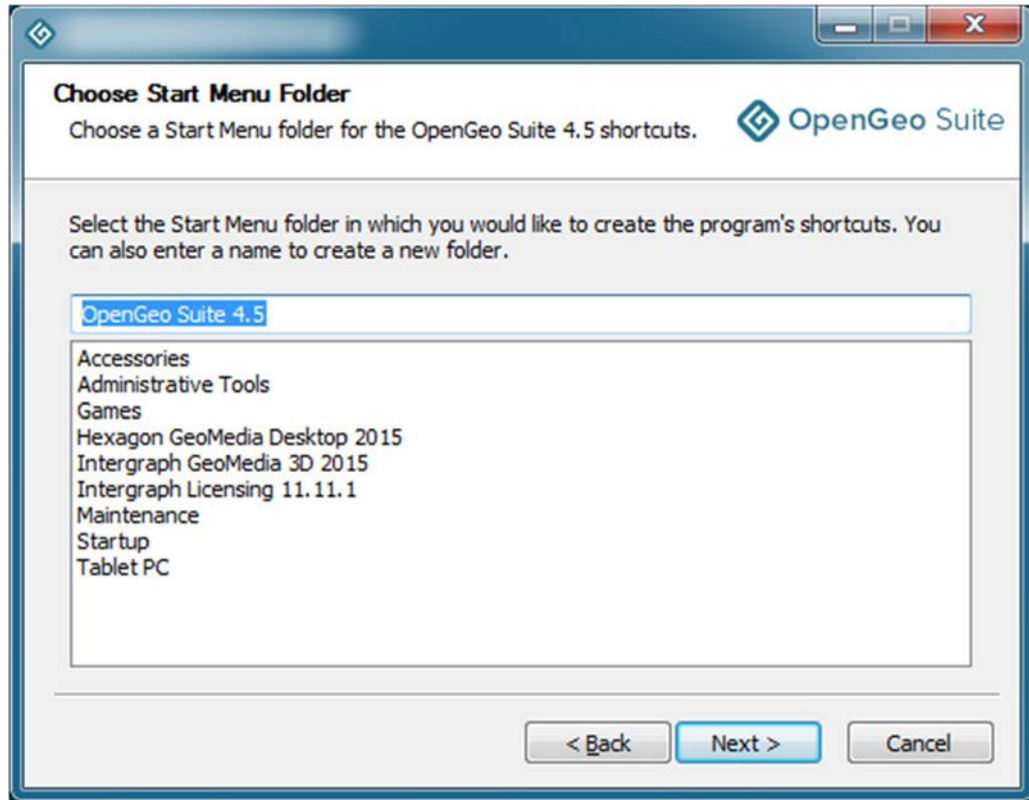 Choose Start Menu Folder
Choose a Start Menu folder for the OpenGeo Suite 4.5 shortcuts.
OpenGeo Suite
Select the Start Menu folder in which you would like to create the program's shortcuts. You
can also enter a name to create a new folder.
OpenGeo Suite 4.5
Accessories
Administrative Tools
Games
Hexagon GeoMedia Desktop 2015
Intergraph GeoMedia 3D 2015
Intergraph Licensing 11.11.1
Maintenance
Startup
Tablet PC
< Back Next > Cancel